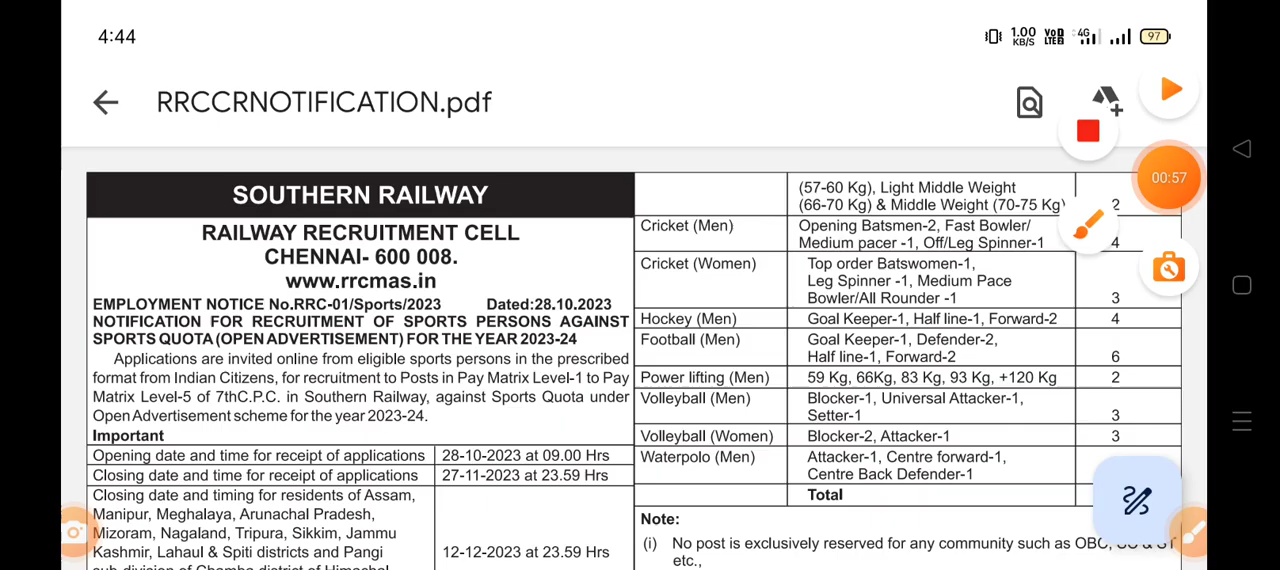 4:44
1.00
KB/S
VoD
LTE2
4G
97
RRCCRNOTIFICATION.pdf
00:57
SOUTHERN RAILWAY
RAILWAY RECRUITMENT CELL
CHENNAI- 600 008.
www.rrcmas.in
EMPLOYMENT NOTICE No.RRC-01/Sports/2023 Dated:28.10.2023
NOTIFICATION FOR RECRUITMENT OF SPORTS PERSONS AGAINST
SPORTS QUOTA (OPEN ADVERTISEMENT) FOR THE YEAR 2023-24
Applications are invited online from eligible sports persons in the prescribed
format from Indian Citizens, for recruitment to Posts in Pay Matrix Level-1 to Pay
Matrix Level-5 of 7thC.P.C. in Southern Railway, against Sports Quota under
Open Advertisement scheme for the year 2023-24.
Important
Opening date and time for receipt of applications 28-10-2023 at 09.00 Hrs
Closing date and time for receipt of applications 27-11-2023 at 23.59 Hrs
Closing date and timing for residents of Assam,
Manipur, Meghalaya, Arunachal Pradesh,
Mizoram, Nagaland, Tripura, Sikkim, Jammu
Kashmir, Lahaul & Spiti districts and Pangi 12-12-2023 at 23.59 Hrs
sub-division of Chamba district of Himachal
(57-60 Kg), Light Middle Weight
(66-70 Kg) & Middle Weight (70-75 Kg) 2
Cricket (Men) Opening Batsmen-2, Fast Bowler/
Medium pacer -1, Off/Leg Spinner-1 4
Cricket (Women) Top order Batswomen-1,
Leg Spinner -1, Medium Pace
Bowler/All Rounder -1 3
Hockey (Men) Goal Keeper-1, Half line-1, Forward-2 4
Football (Men) Goal Keeper-1, Defender-2,
Half line-1, Forward-2 6
Power lifting (Men) 59 Kg, 66Kg, 83 Kg, 93 Kg, +120 Kg 2
Volleyball (Men) Blocker-1, Universal Attacker-1,
Setter-1 3
Volleyball (Women) Blocker-2, Attacker-1 3
Waterpolo (Men) Attacker-1, Centre forward-1,
Centre Back Defender-1
Total
Note:
(i) No post is exclusively reserved for any community such as OBC, SC & ST
etc.,